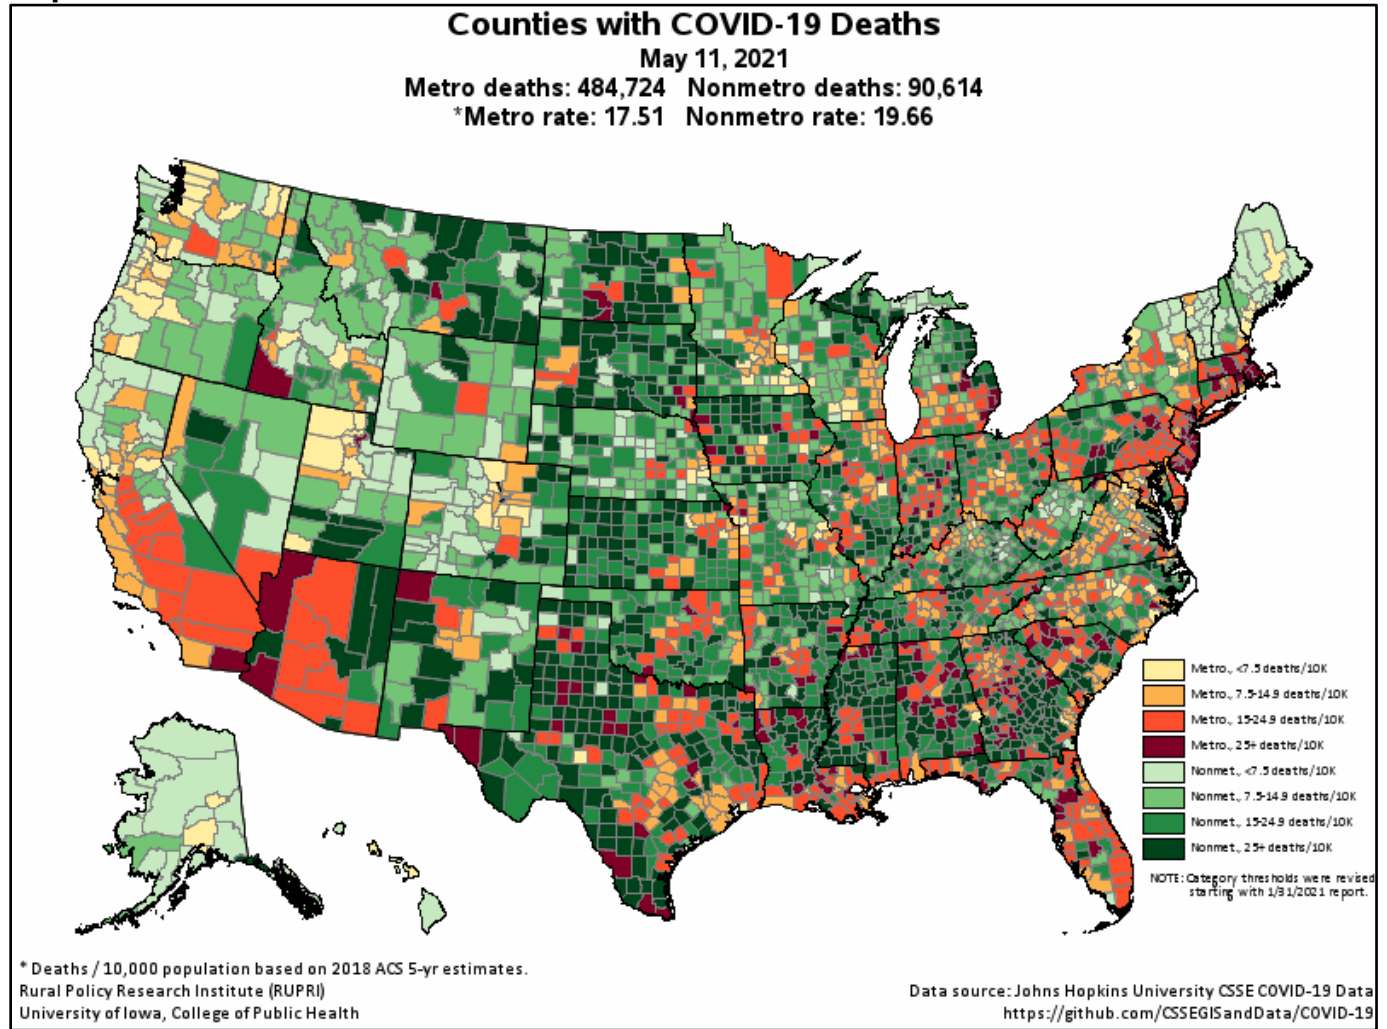 Counties with COVID-19 Deaths
May 11, 2021
Metro deaths: 484,724   Nonmetro deaths: 90,614
*Metro rate: 17.51   Nonmetro rate: 19.66
Metro., <7.5 deaths/10K
Metro., 7.5-14.9 deaths/10K
Metro., 15-24.9 deaths/10K
Metro., 25+ deaths/10K
Nonmet., <7.5 deaths/10K
Nonmet., 7.5-14.9 deaths/10K
Nonmet., 15-24.9 deaths/10K
Nonmet., 25+ deaths/10K
NOTE: Category thresholds were revised
starting with 1/31/2021 report.
* Deaths / 10,000 population based on 2018 ACS 5-yr estimates.
Rural Policy Research Institute (RUPRI)
University of Iowa, College of Public Health
Data source: Johns Hopkins University CSSE COVID-19 Data
https://github.com/CSSEGISandData/COVID-19